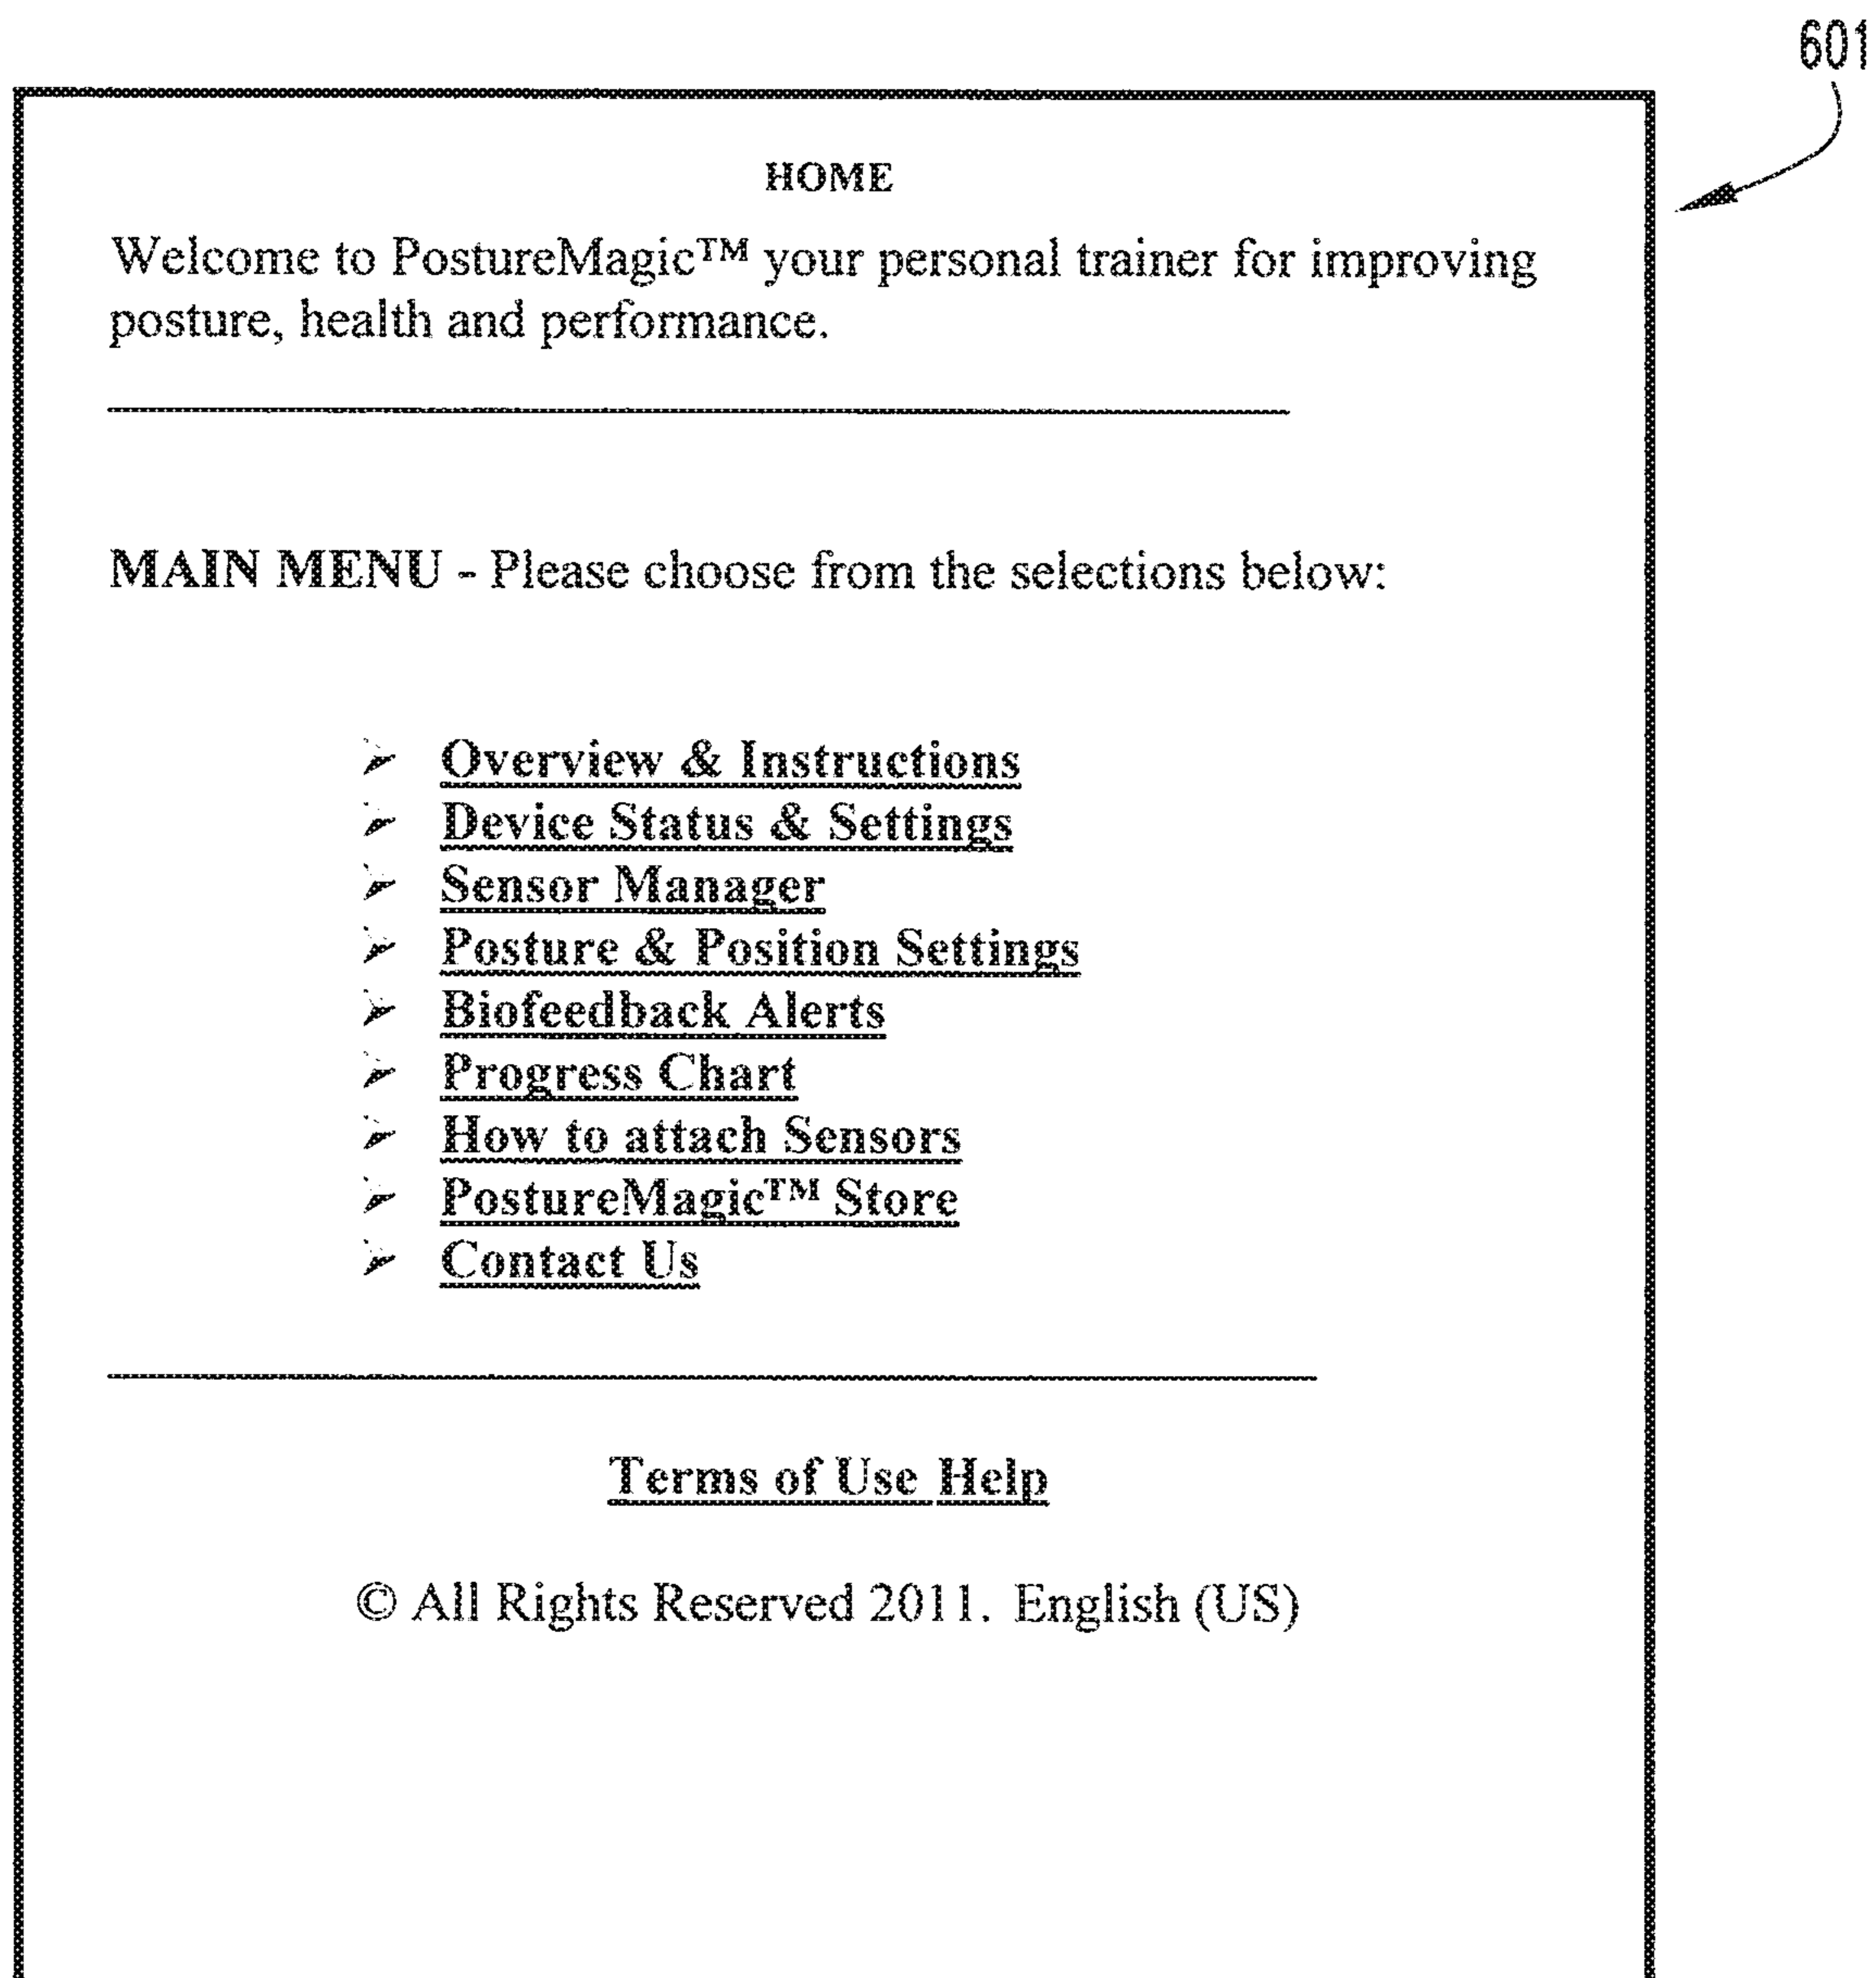 601
HOME
Welcome to PostureMagic™ your personal trainer for improving
posture, health and performance.
MAIN MENU - Please choose from the selections below:
➢ Overview & Instructions
➢ Device Status & Settings
➢ Sensor Manager
➢ Posture & Position Settings
➢ Biofeedback Alerts
➢ Progress Chart
➢ How to attach Sensors
➢ PostureMagic™ Store
➢ Contact Us
Terms of Use Help
© All Rights Reserved 2011. English (US)